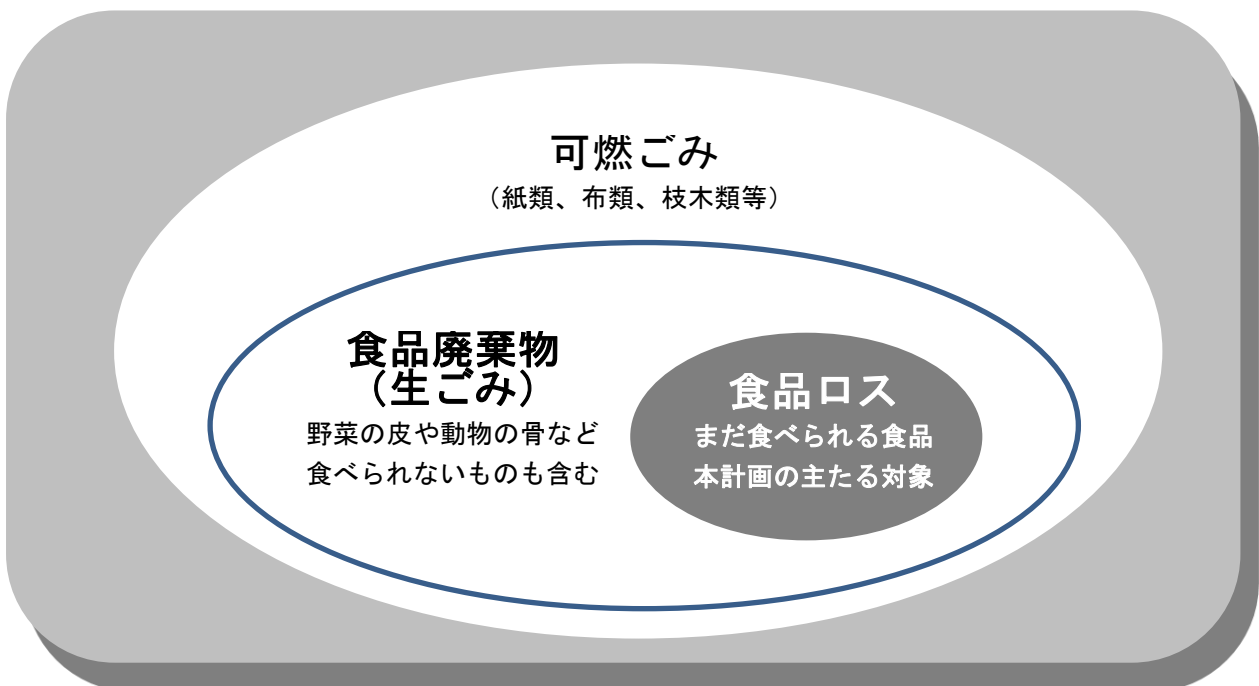 可燃ごみ
（紙類、布類、枝木類等）
食品廃棄物
（生ごみ）
野菜の皮や動物の骨など
食べられないものも含む
食品ロス
まだ食べられる食品
本計画の主たる対象